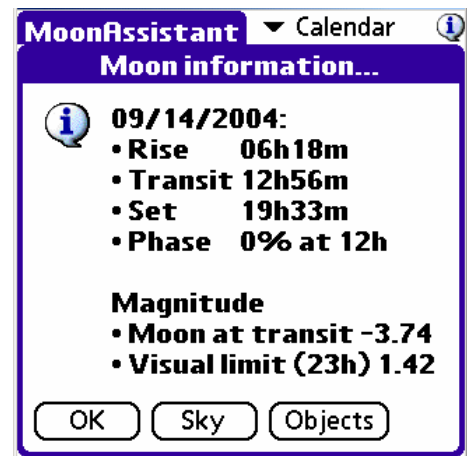 MoonAssistant ▼ Calendar
Moon information...
09/14/2004:
• Rise 06h18m
• Transit 12h56m
• Set 19h33m
• Phase 0% at 12h
Magnitude
• Moon at transit -3.74
• Visual limit (23h) 1.42
OK Sky Objects